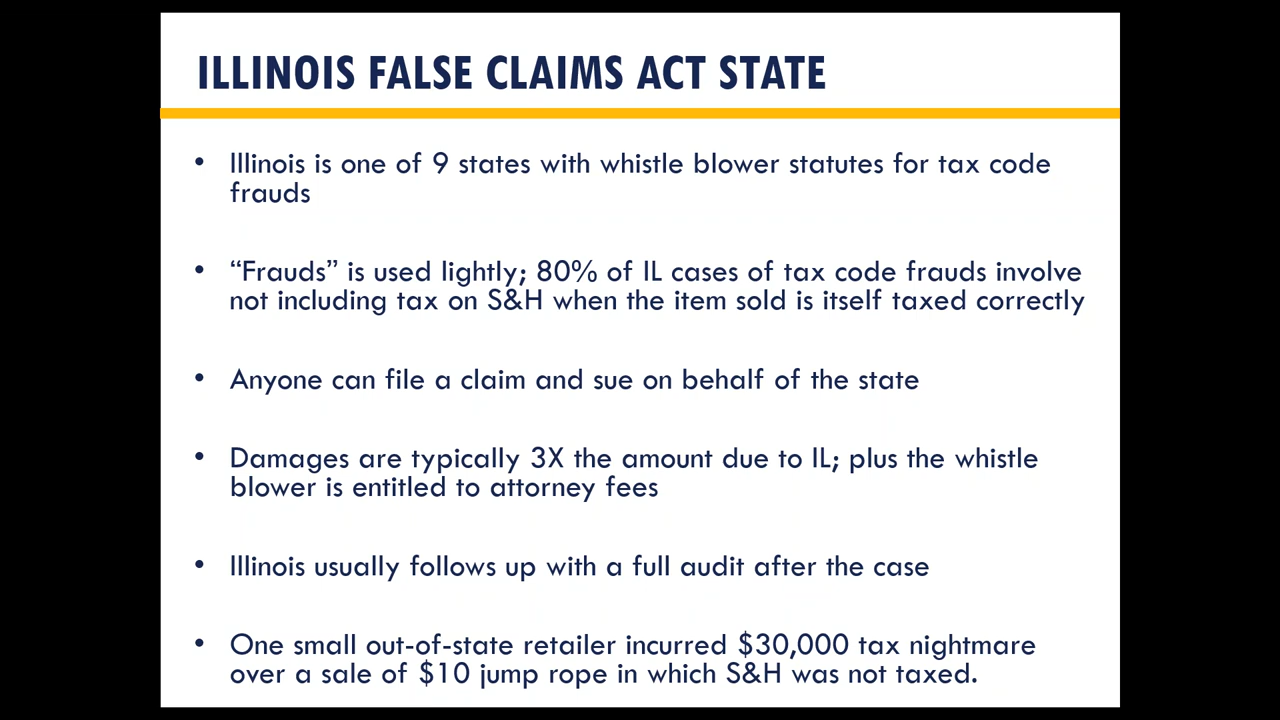 ILLINOIS FALSE CLAIMS ACT STATE
• Illinois is one of 9 states with whistle blower statutes for tax code
frauds
• “Frauds” is used lightly; 80% of IL cases of tax code frauds involve
not including tax on S&H when the item sold is itself taxed correctly
• Anyone can file a claim and sue on behalf of the state
• Damages are typically 3X the amount due to IL; plus the whistle
blower is entitled to attorney fees
• Illinois usually follows up with a full audit after the case
• One small out-of-state retailer incurred $30,000 tax nightmare
over a sale of $10 jump rope in which S&H was not taxed.